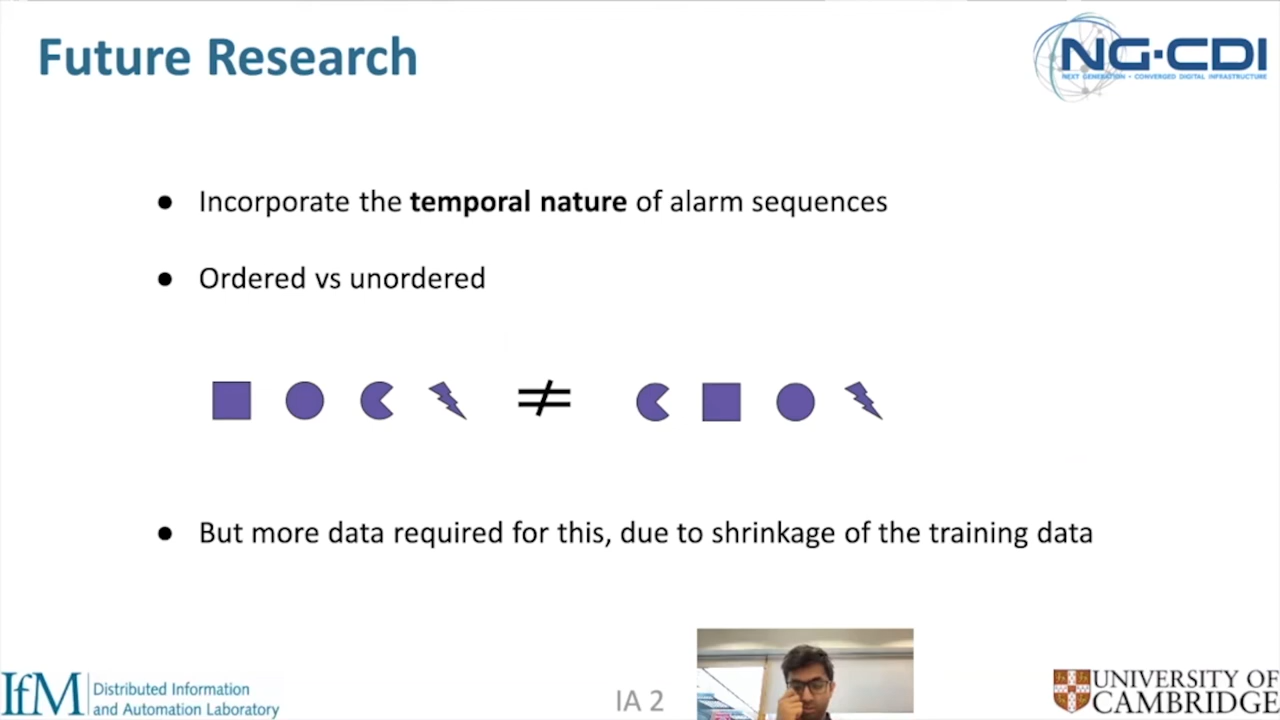 Future Research
NG-CDI
NEXT GENERATION • CONVERGED DIGITAL INFRASTRUCTURE
● Incorporate the temporal nature of alarm sequences
● Ordered vs unordered
≠
● But more data required for this, due to shrinkage of the training data
IfM
Distributed Information
and Automation Laboratory
IA 2
UNIVERSITY OF
CAMBRIDGE